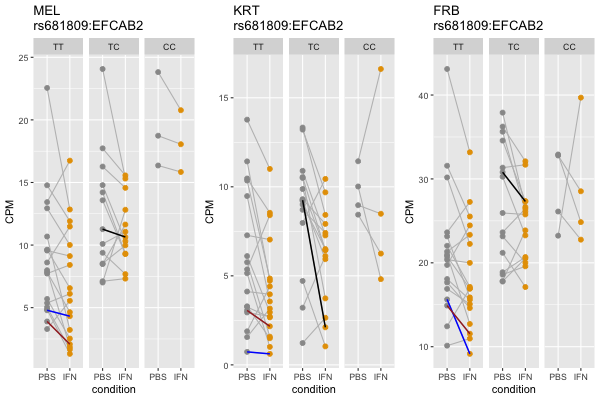 MEL
rs681809:EFCAB2
TT TC CC
25
20
15
10
5
CPM
PBS IFN PBS IFN PBS IFN
condition
KRT
rs681809:EFCAB2
TT TC CC
15
10
5
0
CPM
PBS IFN PBS IFN PBS IFN
condition
FRB
rs681809:EFCAB2
TT TC CC
40
30
20
10
CPM
PBS IFN PBS IFN PBS IFN
condition